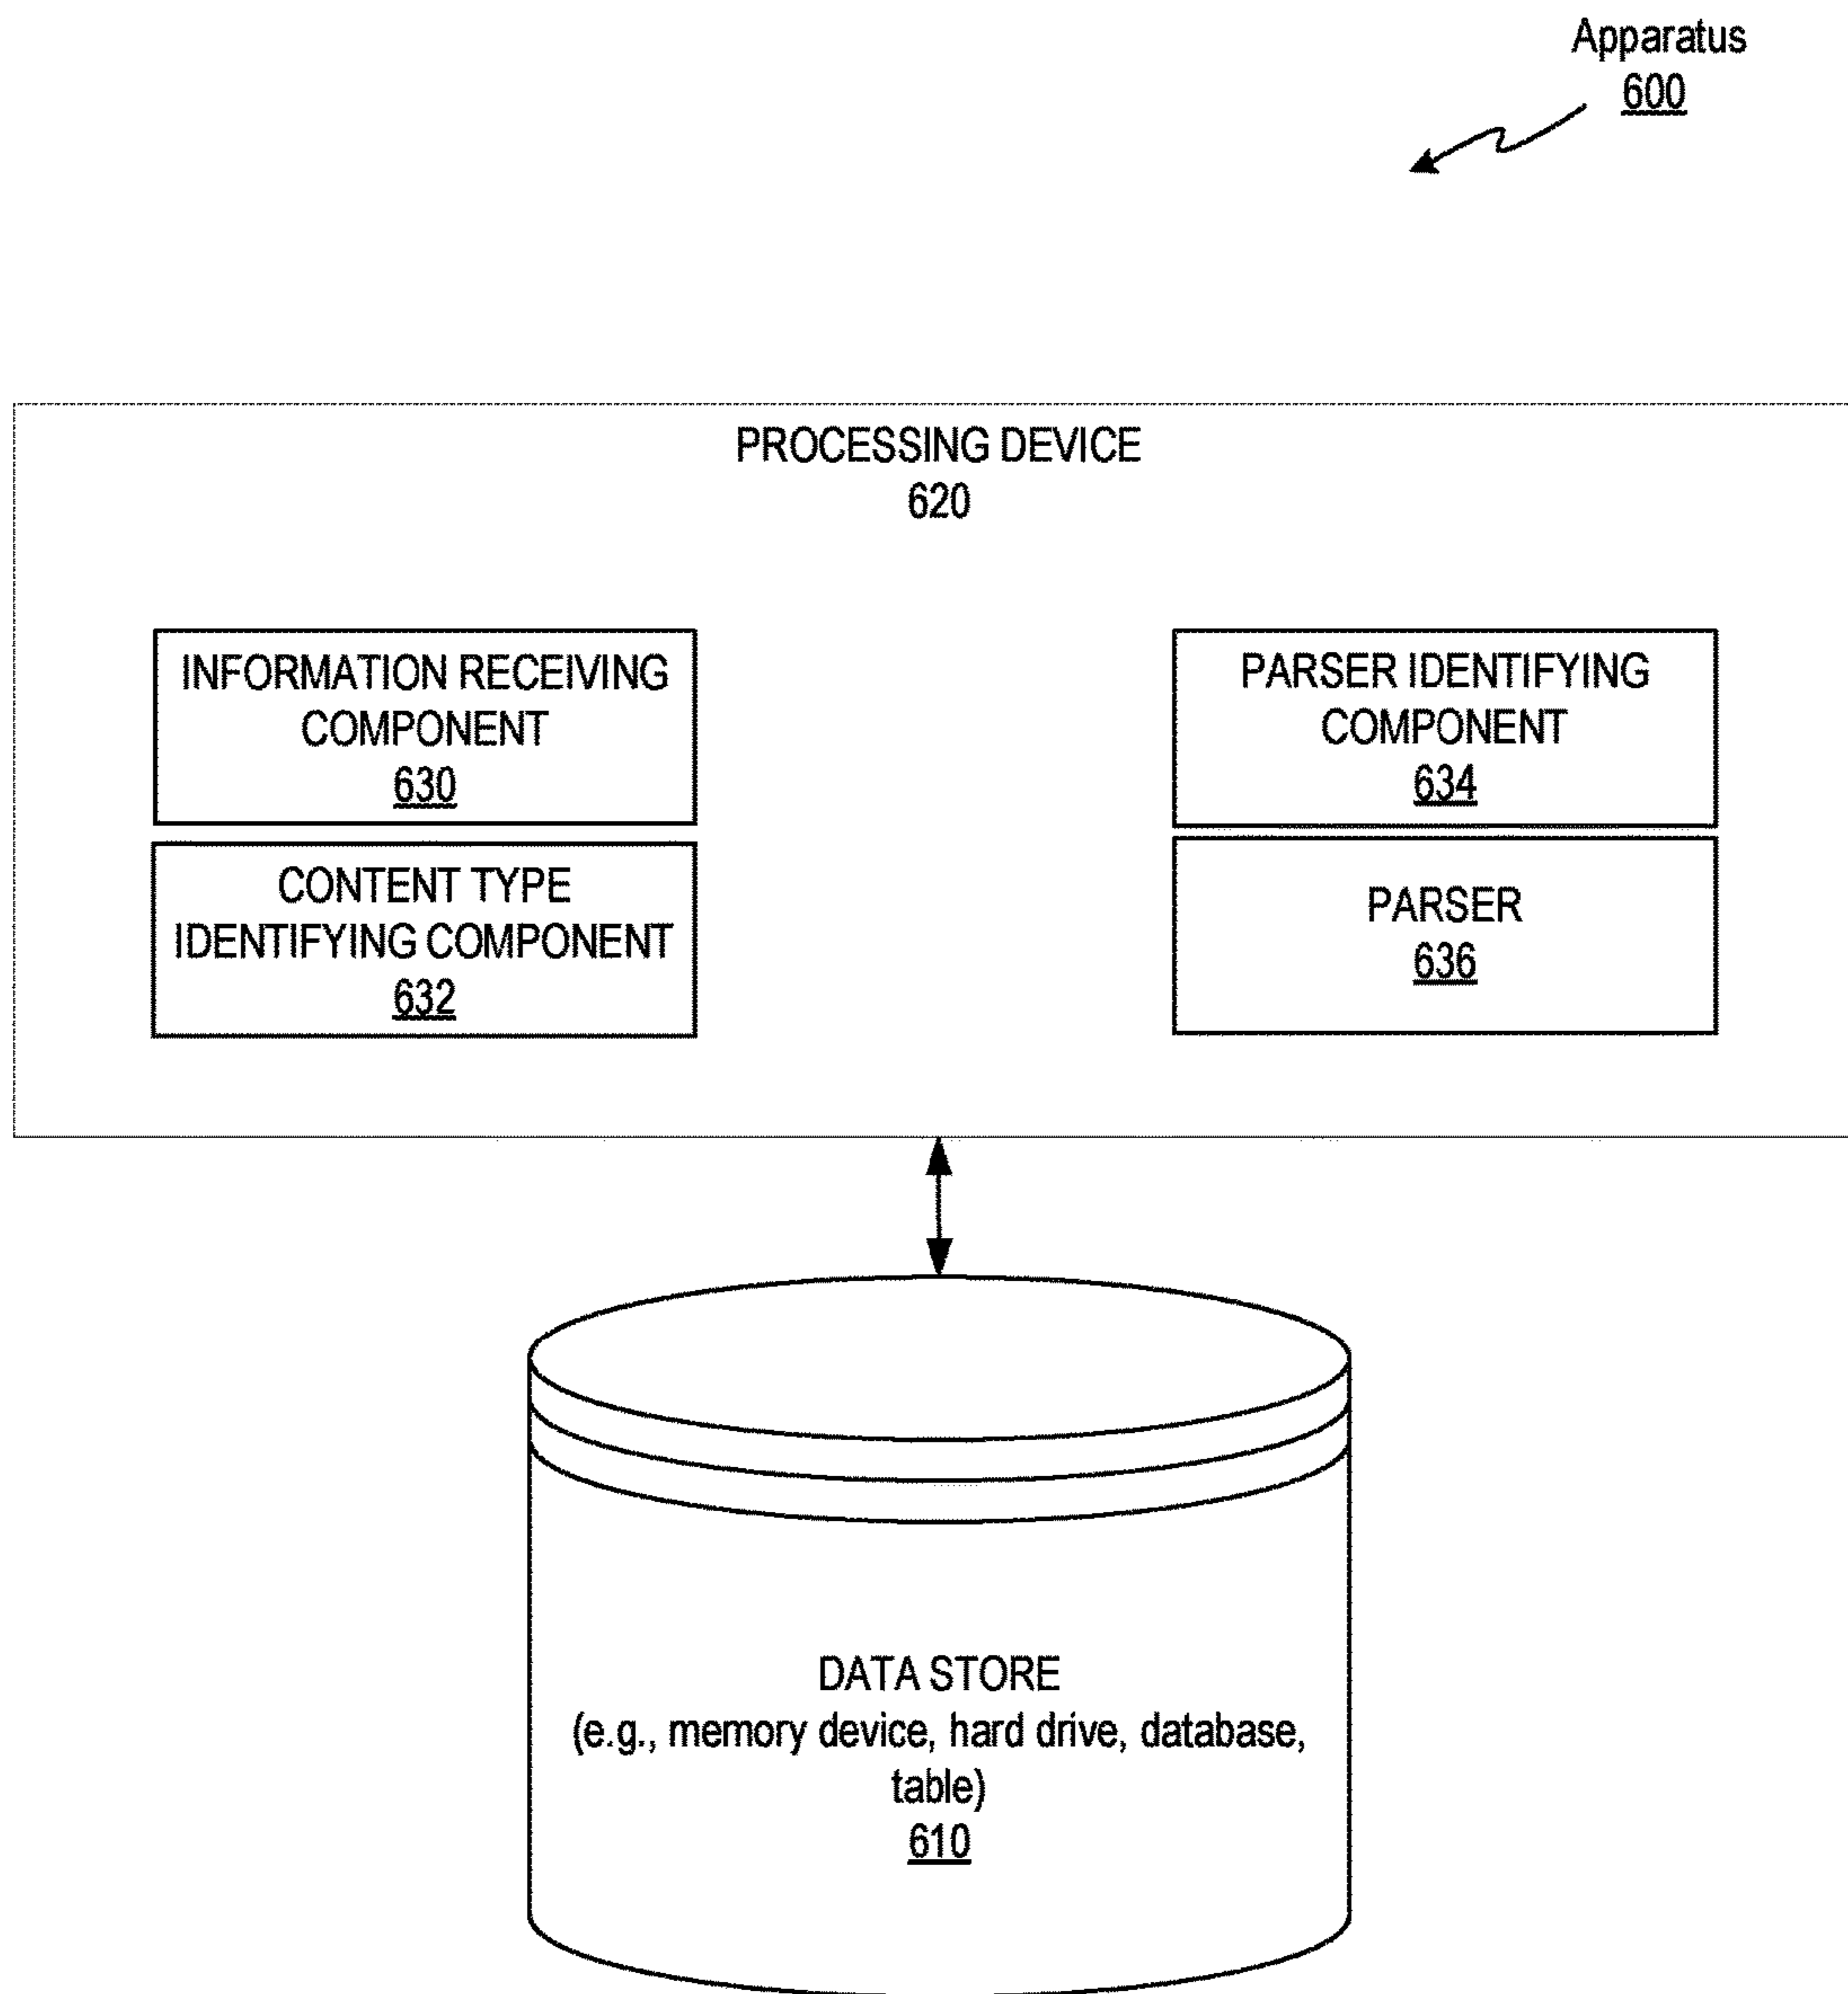 Apparatus
600
PROCESSING DEVICE
620
INFORMATION RECEIVING
COMPONENT
630
CONTENT TYPE
IDENTIFYING COMPONENT
632
PARSER IDENTIFYING
COMPONENT
634
PARSER
636
DATA STORE
(e.g., memory device, hard drive, database,
table)
610